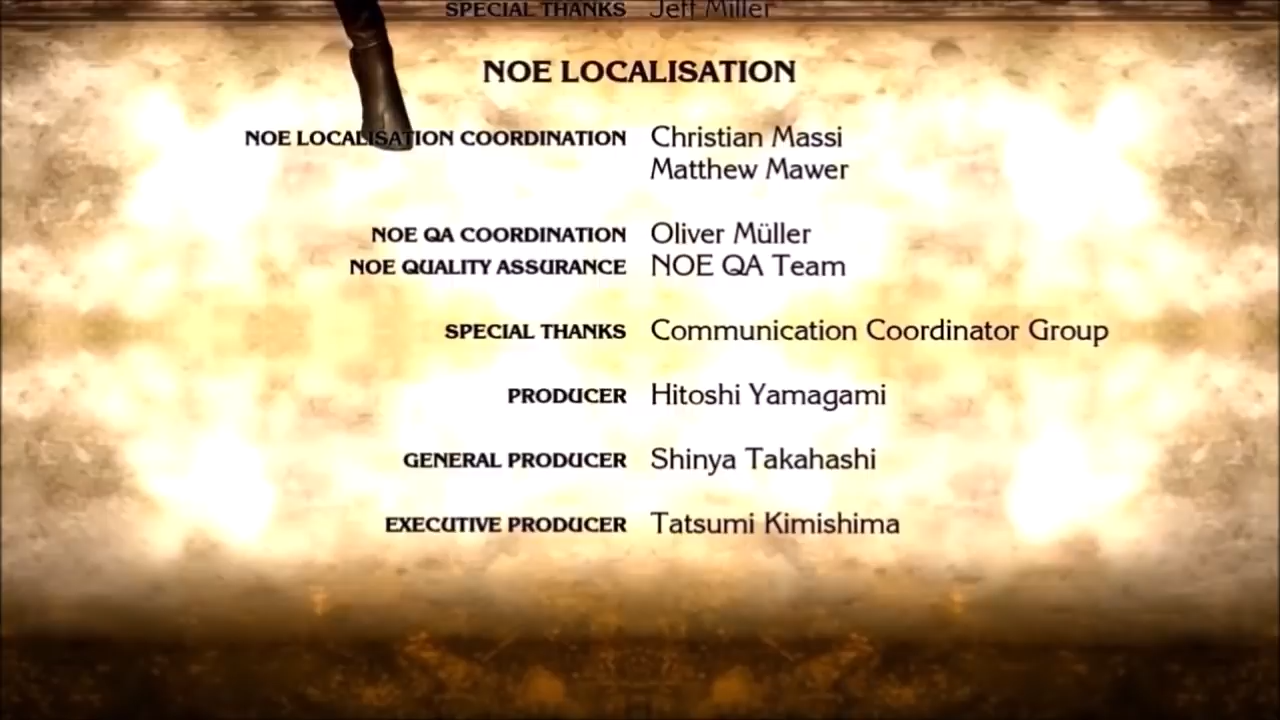 SPECIAL THANKS Jeff Miller
NOE LOCALISATION
NOE LOCALISATION COORDINATION Christian Massi
Matthew Mawer
NOE QA COORDINATION Oliver Müller
NOE QUALITY ASSURANCE NOE QA Team
SPECIAL THANKS Communication Coordinator Group
PRODUCER Hitoshi Yamagami
GENERAL PRODUCER Shinya Takahashi
EXECUTIVE PRODUCER Tatsumi Kimishima